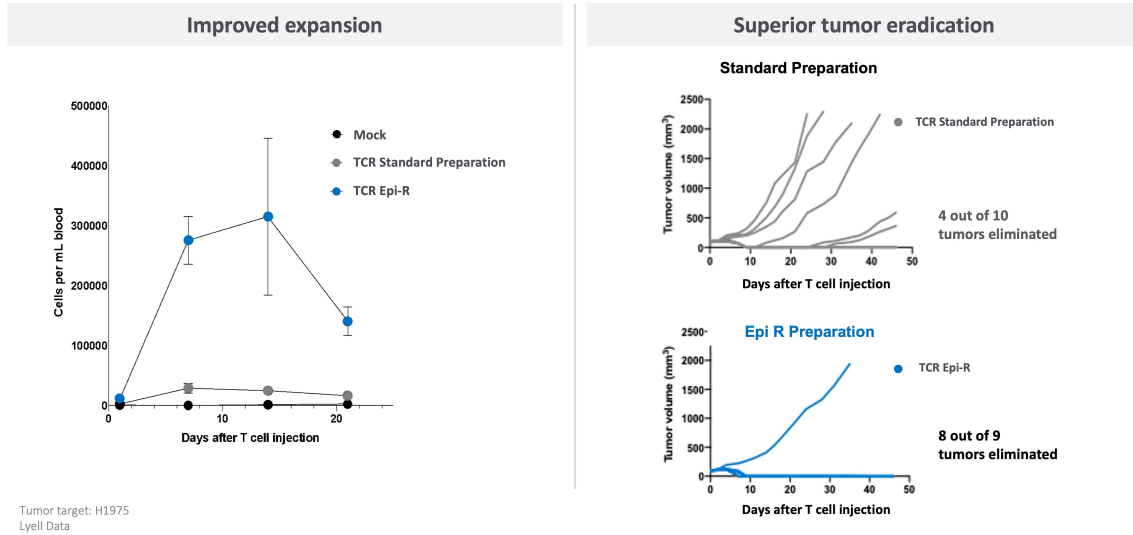 Improved expansion
Superior tumor eradication
500000
400000
300000
200000
100000
0
0
10
20
Cells per mL blood
Days after T cell injection
Mock
TCR Standard Preparation
TCR Epi-R
Standard Preparation
2500
2000
1500
1000
500
0
0
10
20
30
40
50
Tumor volume (mm³)
Days after T cell injection
TCR Standard Preparation
4 out of 10
tumors eliminated
Epi R Preparation
2500
2000
1500
1000
500
0
0
10
20
30
40
50
Tumor volume (mm³)
Days after T cell injection
TCR Epi-R
8 out of 9
tumors eliminated
Tumor target: H1975
Lyell Data